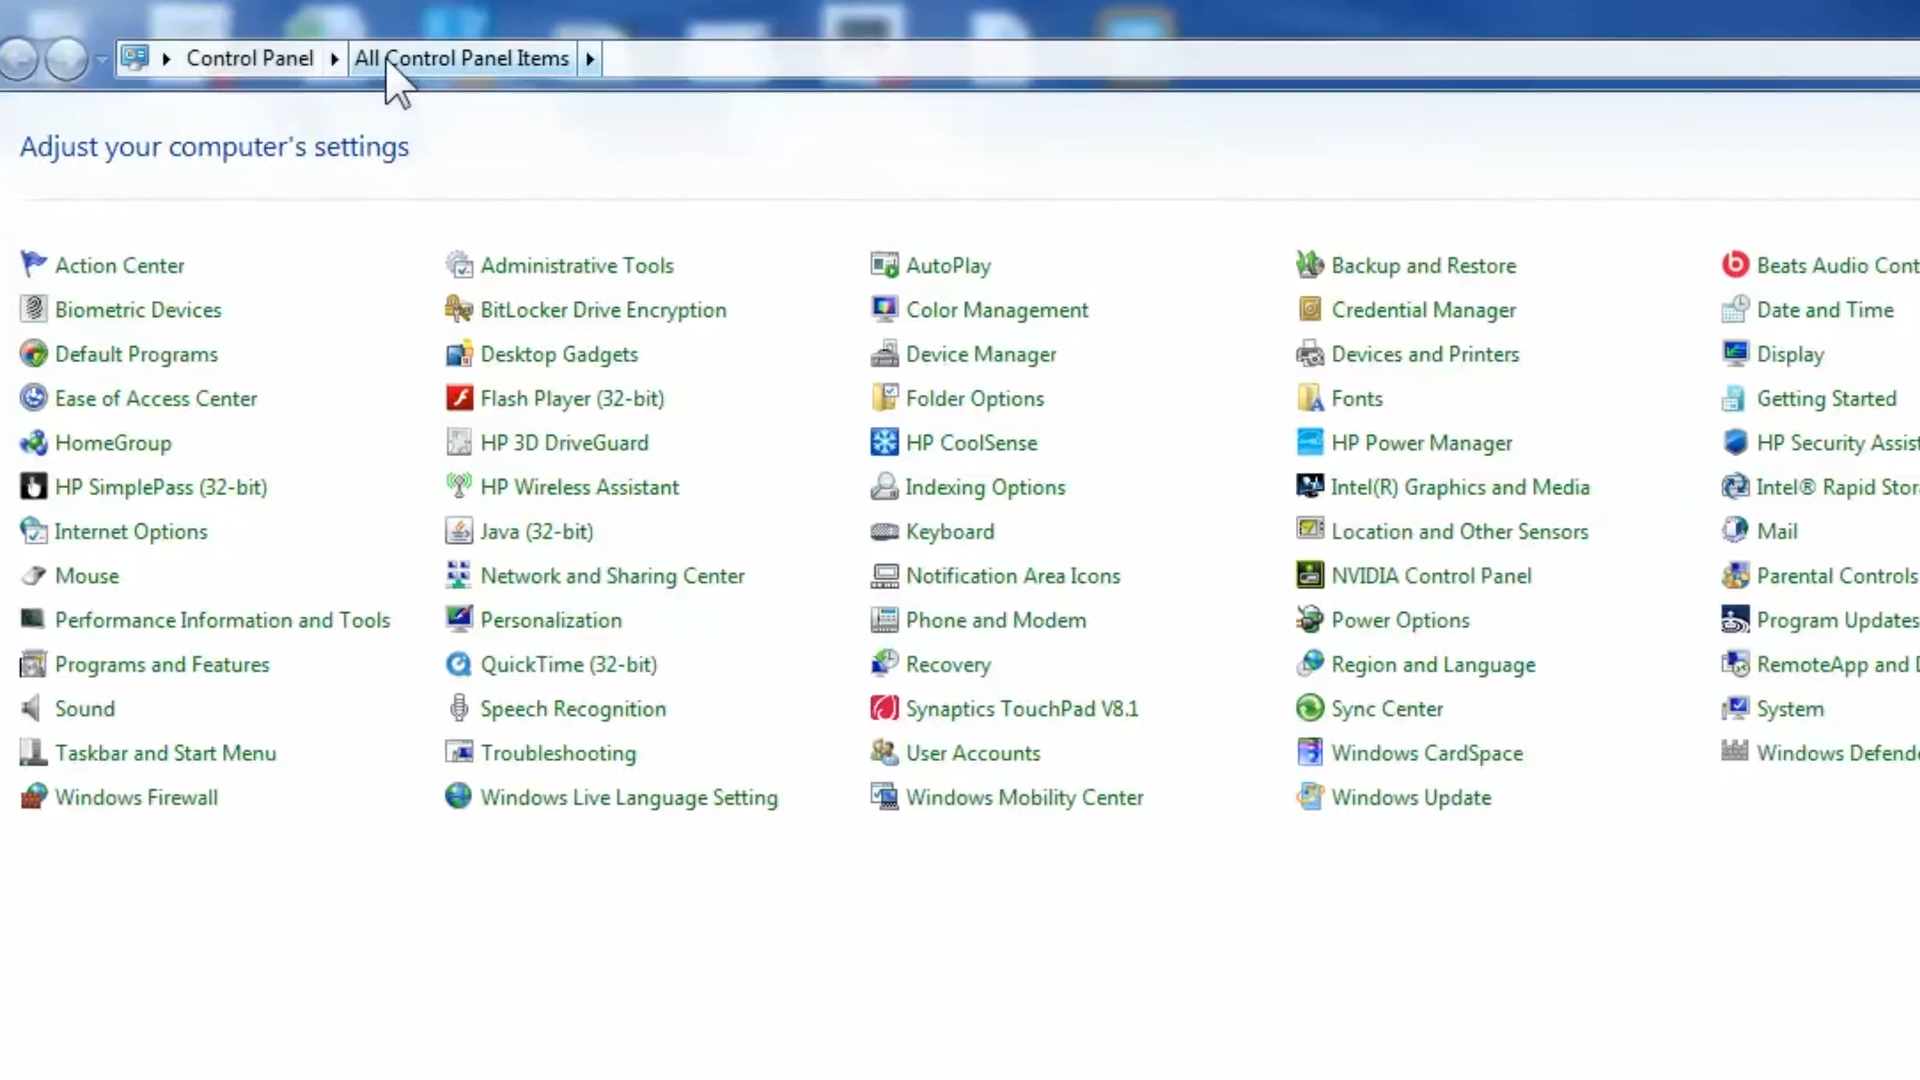 Control Panel All Control Panel Items
Adjust your computer's settings
Action Center Administrative Tools AutoPlay Backup and Restore Beats Audio Cont
Biometric Devices BitLocker Drive Encryption Color Management Credential Manager Date and Time
Default Programs Desktop Gadgets Device Manager Devices and Printers Display
Ease of Access Center Flash Player (32-bit) Folder Options Fonts Getting Started
HomeGroup HP 3D DriveGuard HP CoolSense HP Power Manager HP Security Assist
HP SimplePass (32-bit) HP Wireless Assistant Indexing Options Intel(R) Graphics and Media Intel® Rapid Stor
Internet Options Java (32-bit) Keyboard Location and Other Sensors Mail
Mouse Network and Sharing Center Notification Area Icons NVIDIA Control Panel Parental Controls
Performance Information and Tools Personalization Phone and Modem Power Options Program Updates
Programs and Features QuickTime (32-bit) Recovery Region and Language RemoteApp and D
Sound Speech Recognition Synaptics TouchPad V8.1 Sync Center System
Taskbar and Start Menu Troubleshooting User Accounts Windows CardSpace Windows Defende
Windows Firewall Windows Live Language Setting Windows Mobility Center Windows Update